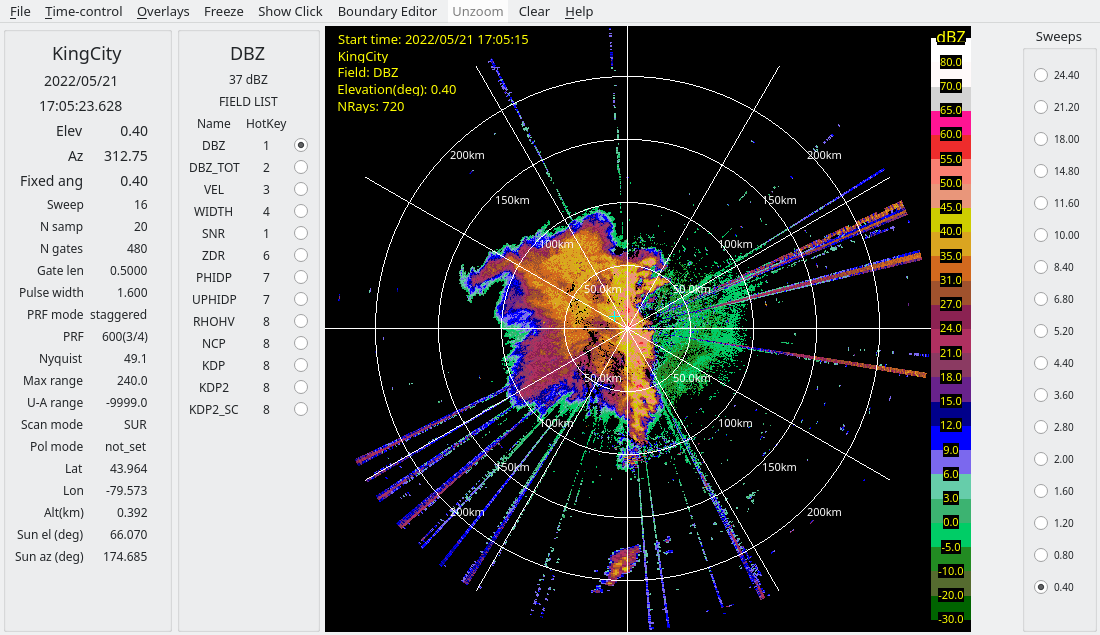 File Time-control Overlays Freeze Show Click Boundary Editor Unzoom Clear Help
KingCity
2022/05/21
17:05:23.628
Elev 0.40
Az 312.75
Fixed ang 0.40
Sweep 16
N samp 20
N gates 480
Gate len 0.5000
Pulse width 1.600
PRF mode staggered
PRF 600(3/4)
Nyquist 49.1
Max range 240.0
U-A range -9999.0
Scan mode SUR
Pol mode not_set
Lat 43.964
Lon -79.573
Alt(km) 0.392
Sun el (deg) 66.070
Sun az (deg) 174.685
DBZ
37 dBZ
FIELD LIST
Name HotKey
DBZ 1
DBZ_TOT 2
VEL 3
WIDTH 4
SNR 1
ZDR 6
PHIDP 7
UPHIDP 7
RHOHV 8
NCP 8
KDP 8
KDP2 8
KDP2_SC 8
Start time: 2022/05/21 17:05:15
KingCity
Field: DBZ
Elevation(deg): 0.40
NRays: 720
200km 200km
150km 150km
100km 100km
50.0km 50.0km
50.0km 50.0km
100km 100km
150km 150km
200km 200km
dBZ
80.0
70.0
65.0
60.0
55.0
50.0
45.0
40.0
35.0
31.0
27.0
24.0
21.0
18.0
15.0
12.0
9.0
6.0
3.0
0.0
-5.0
-10.0
-20.0
-30.0
Sweeps
24.40
21.20
18.00
14.80
11.60
10.00
8.40
6.80
5.20
4.40
3.60
2.80
2.00
1.60
1.20
0.80
0.40